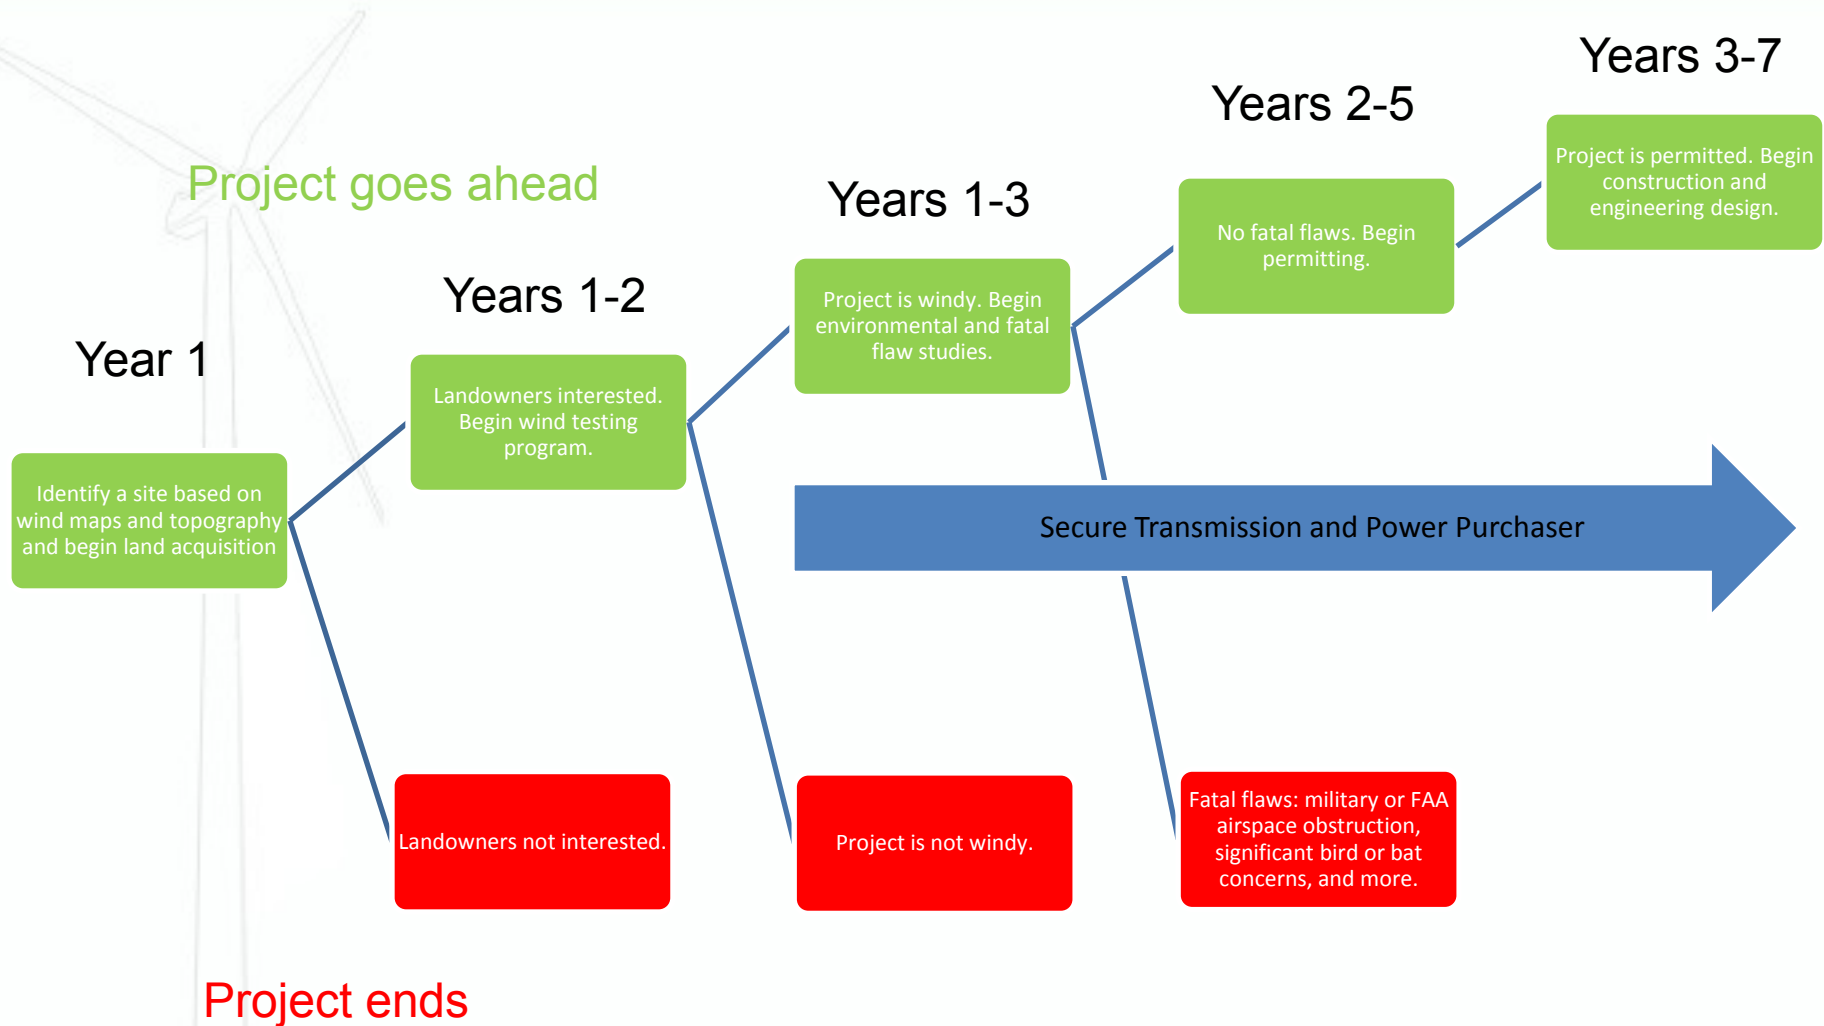 Years 3-7
Years 2-5
Project is permitted. Begin
construction and
engineering design.
Project goes ahead
Years 1-3
No fatal flaws. Begin
permitting.
Years 1-2
Project is windy. Begin
environmental and fatal
flaw studies.
Year 1
Landowners interested.
Begin wind testing
program.
Identify a site based on
wind maps and topography
and begin land acquisition
Secure Transmission and Power Purchaser
Landowners not interested.
Project is not windy.
Fatal flaws: military or FAA
airspace obstruction,
significant bird or bat
concerns, and more.
Project ends